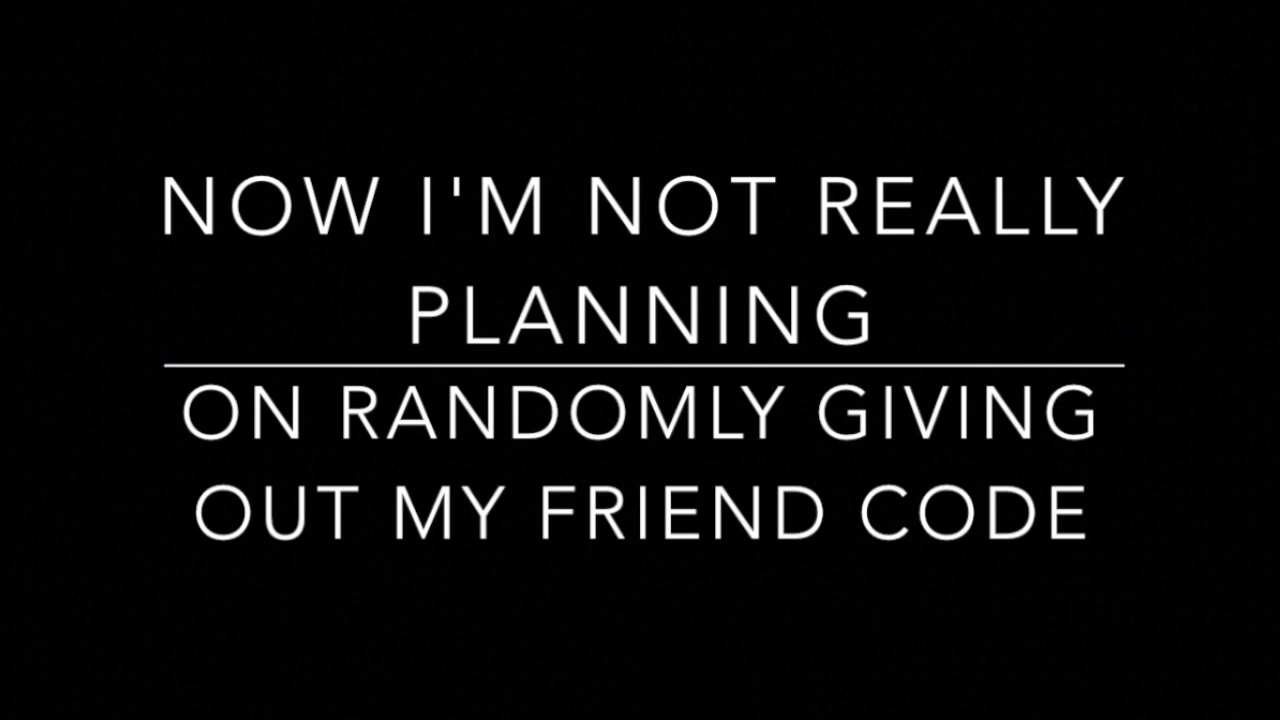 NOW I'M NOT REALLY
PLANNING
ON RANDOMLY GIVING
OUT MY FRIEND CODE